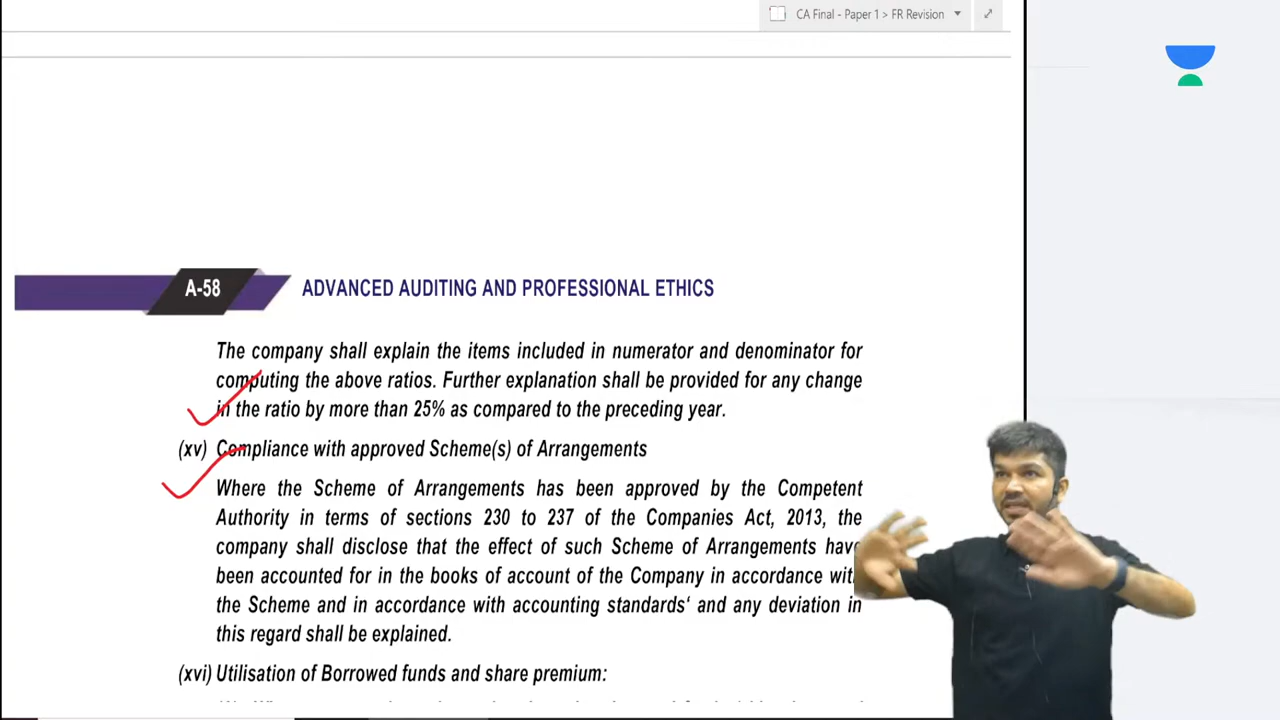 CA Final - Paper 1 > FR Revision
A-58
ADVANCED AUDITING AND PROFESSIONAL ETHICS
The company shall explain the items included in numerator and denominator for
computing the above ratios. Further explanation shall be provided for any change
in the ratio by more than 25% as compared to the preceding year.
(xv) Compliance with approved Scheme(s) of Arrangements
Where the Scheme of Arrangements has been approved by the Competent
Authority in terms of sections 230 to 237 of the Companies Act, 2013, the
company shall disclose that the effect of such Scheme of Arrangements have
been accounted for in the books of account of the Company in accordance with
the Scheme and in accordance with accounting standards‘ and any deviation in
this regard shall be explained.
(xvi) Utilisation of Borrowed funds and share premium: